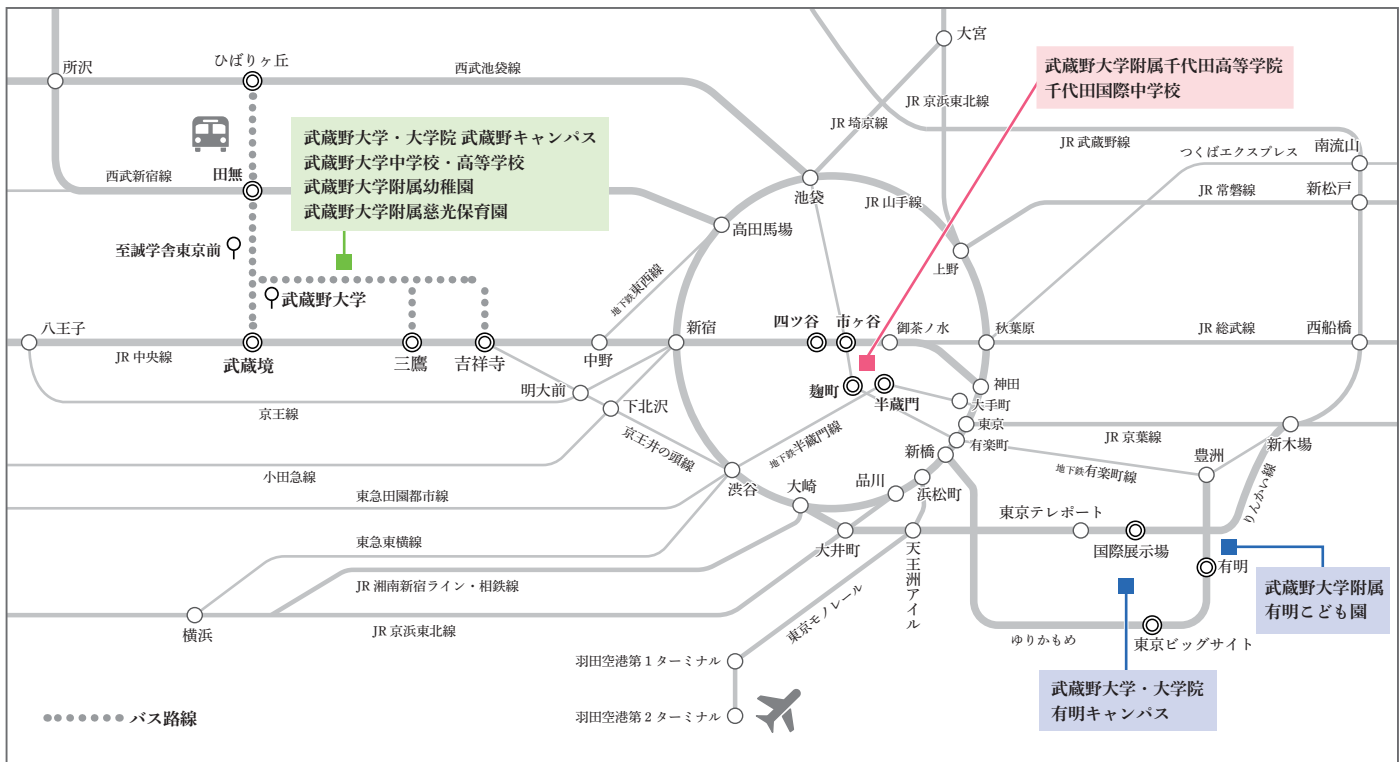 大宮
ひばりヶ丘
所沢
西武池袋線
武蔵野大学附属千代田高等学院
千代田国際中学校
JR 京浜東北線
JR 埼京線
武蔵野大学・大学院 武蔵野キャンパス
武蔵野大学中学校・高等学校
武蔵野大学附属幼稚園
武蔵野大学附属慈光保育園
JR 武蔵野線
つくばエクスプレス
南流山
西武新宿線
田無
池袋
JR 山手線
JR 常磐線
新松戸
高田馬場
至誠学舎東京前
上野
地下鉄東西線
武蔵野大学
八王子
JR 中央線
武蔵境
三鷹
吉祥寺
中野
新宿
四ツ谷
市ヶ谷
御茶ノ水
秋葉原
JR 総武線
西船橋
明大前
麹町
半蔵門
神田
大手町
京王線
下北沢
東京
有楽町
JR 京葉線
新木場
京王井の頭線
地下鉄半蔵門線
新橋
豊洲
小田急線
地下鉄有楽町線
りんかい線
東急田園都市線
渋谷
大崎
品川
浜松町
東京テレポート
東急東横線
大井町
天王洲アイル
国際展示場
有明
JR 湘南新宿ライン・相鉄線
武蔵野大学附属
有明こども園
横浜
JR 京浜東北線
東京モノレール
ゆりかもめ
東京ビッグサイト
羽田空港第 1 ターミナル
武蔵野大学・大学院
有明キャンパス
バス路線
羽田空港第 2 ターミナル